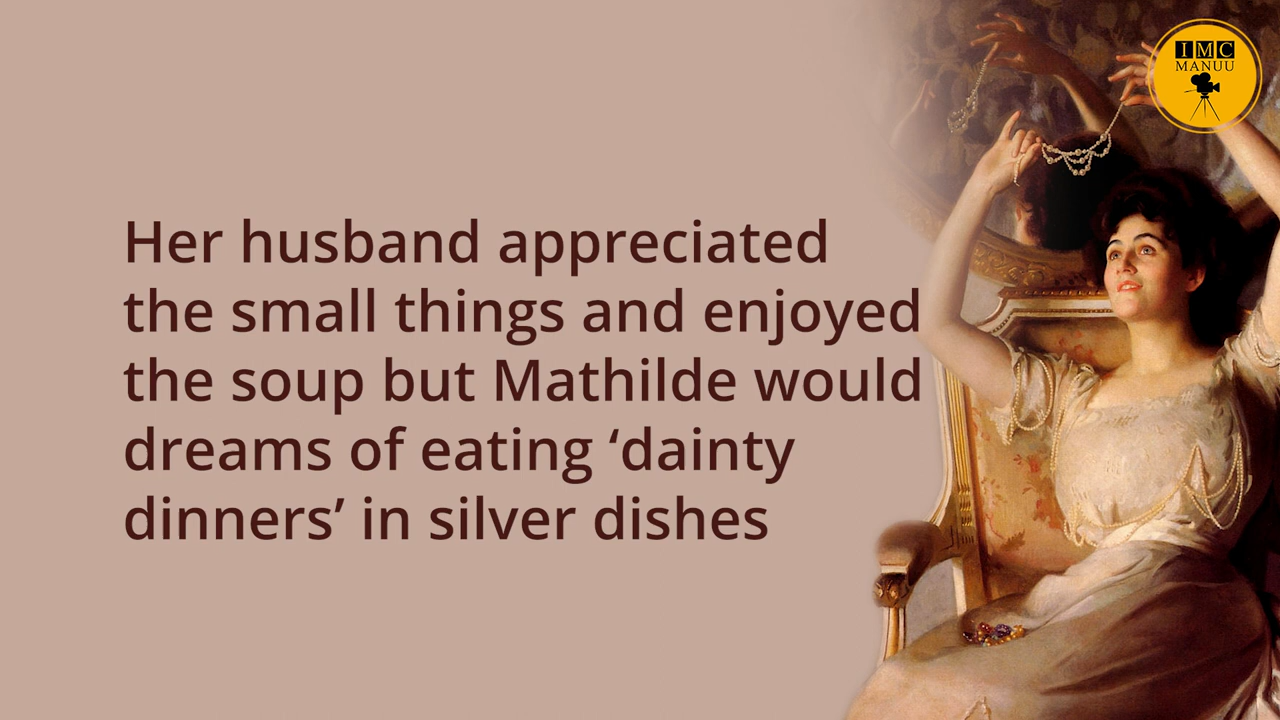 IMC
MANUU
Her husband appreciated
the small things and enjoyed
the soup but Mathilde would
dreams of eating ‘dainty
dinners’ in silver dishes